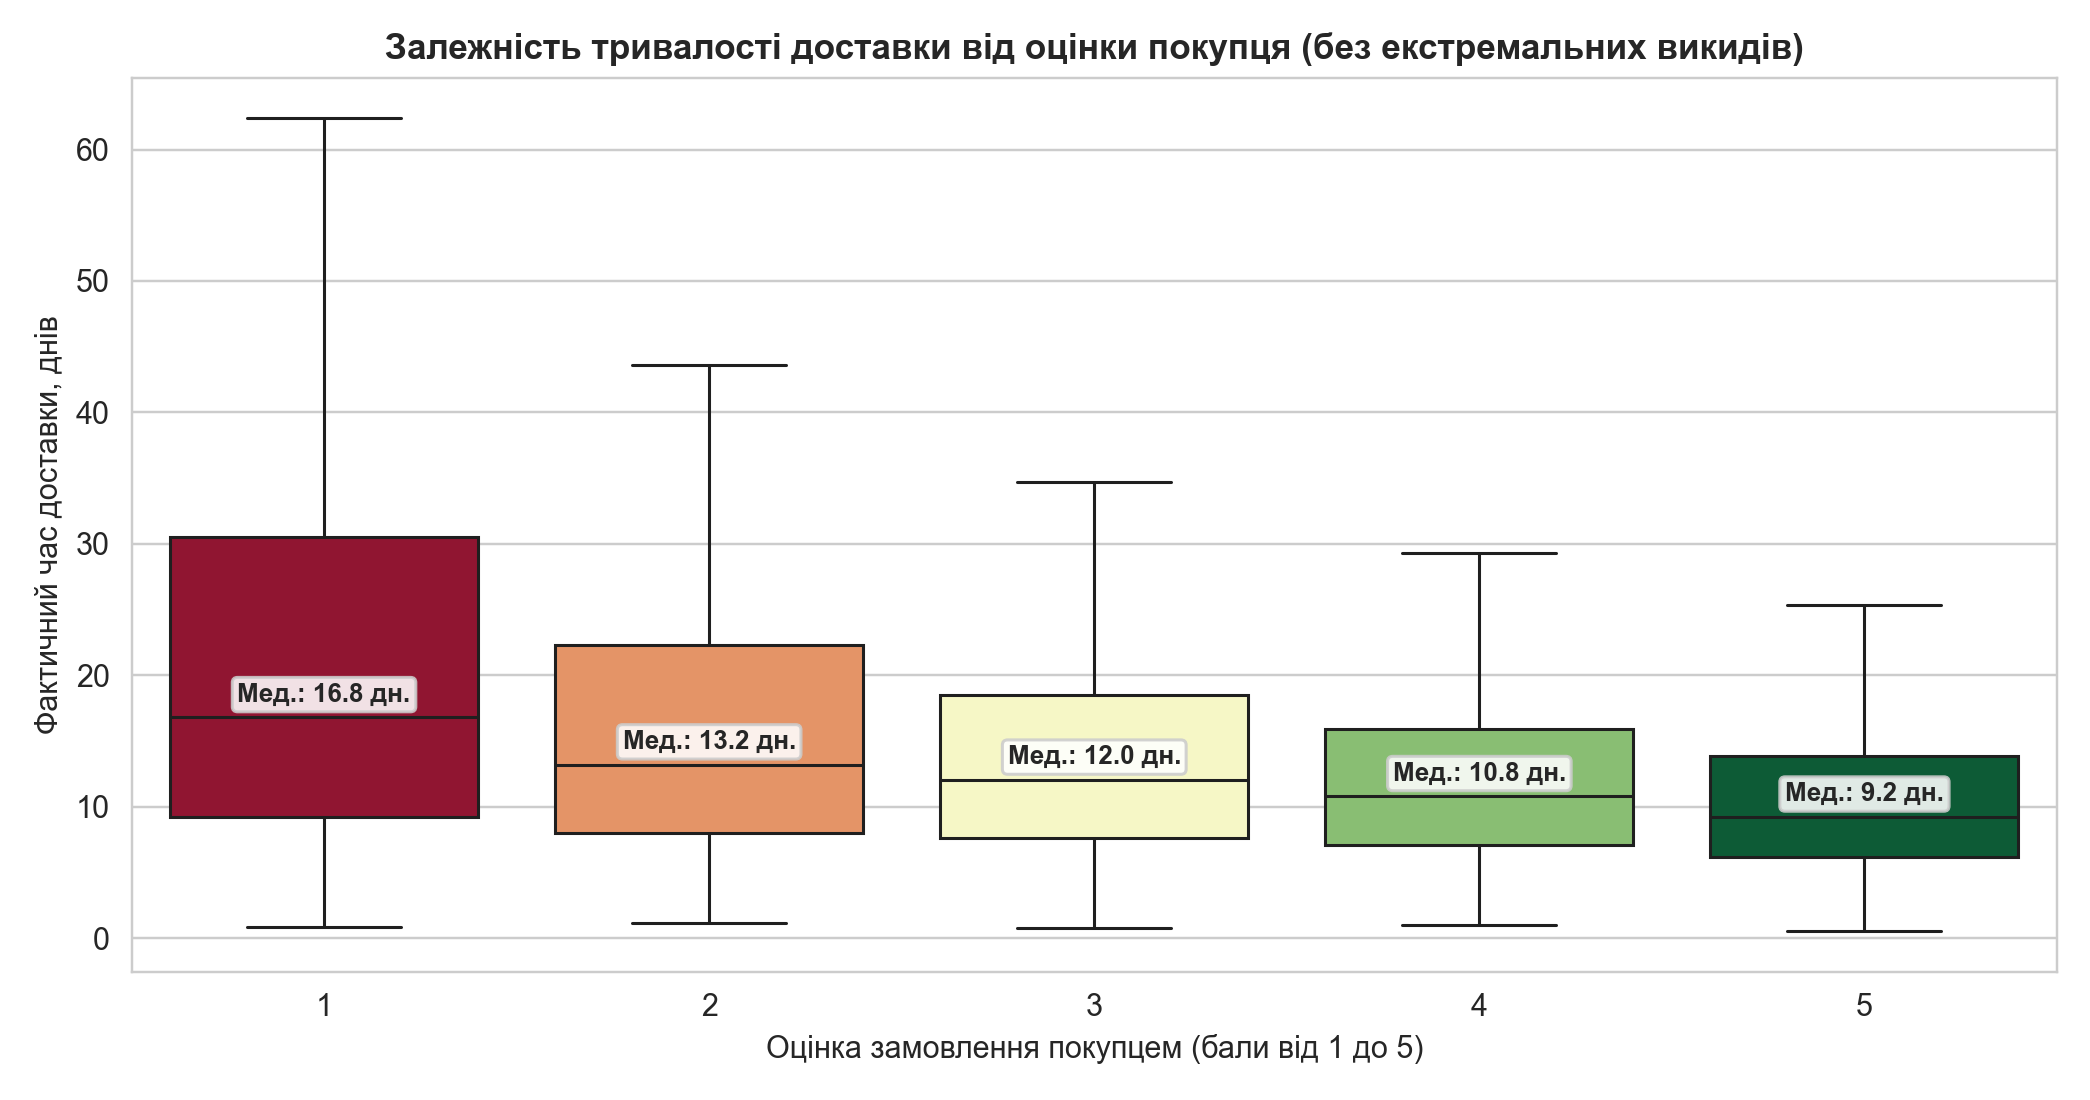 Залежність тривалості доставки від оцінки покупця (без екстремальних викидів)
Фактичний час доставки, днів
60
50
40
30
20
10
0
Мед.: 16.8 дн.
Мед.: 13.2 дн.
Мед.: 12.0 дн.
Мед.: 10.8 дн.
Мед.: 9.2 дн.
1 2 3 4 5
Оцінка замовлення покупцем (бали від 1 до 5)